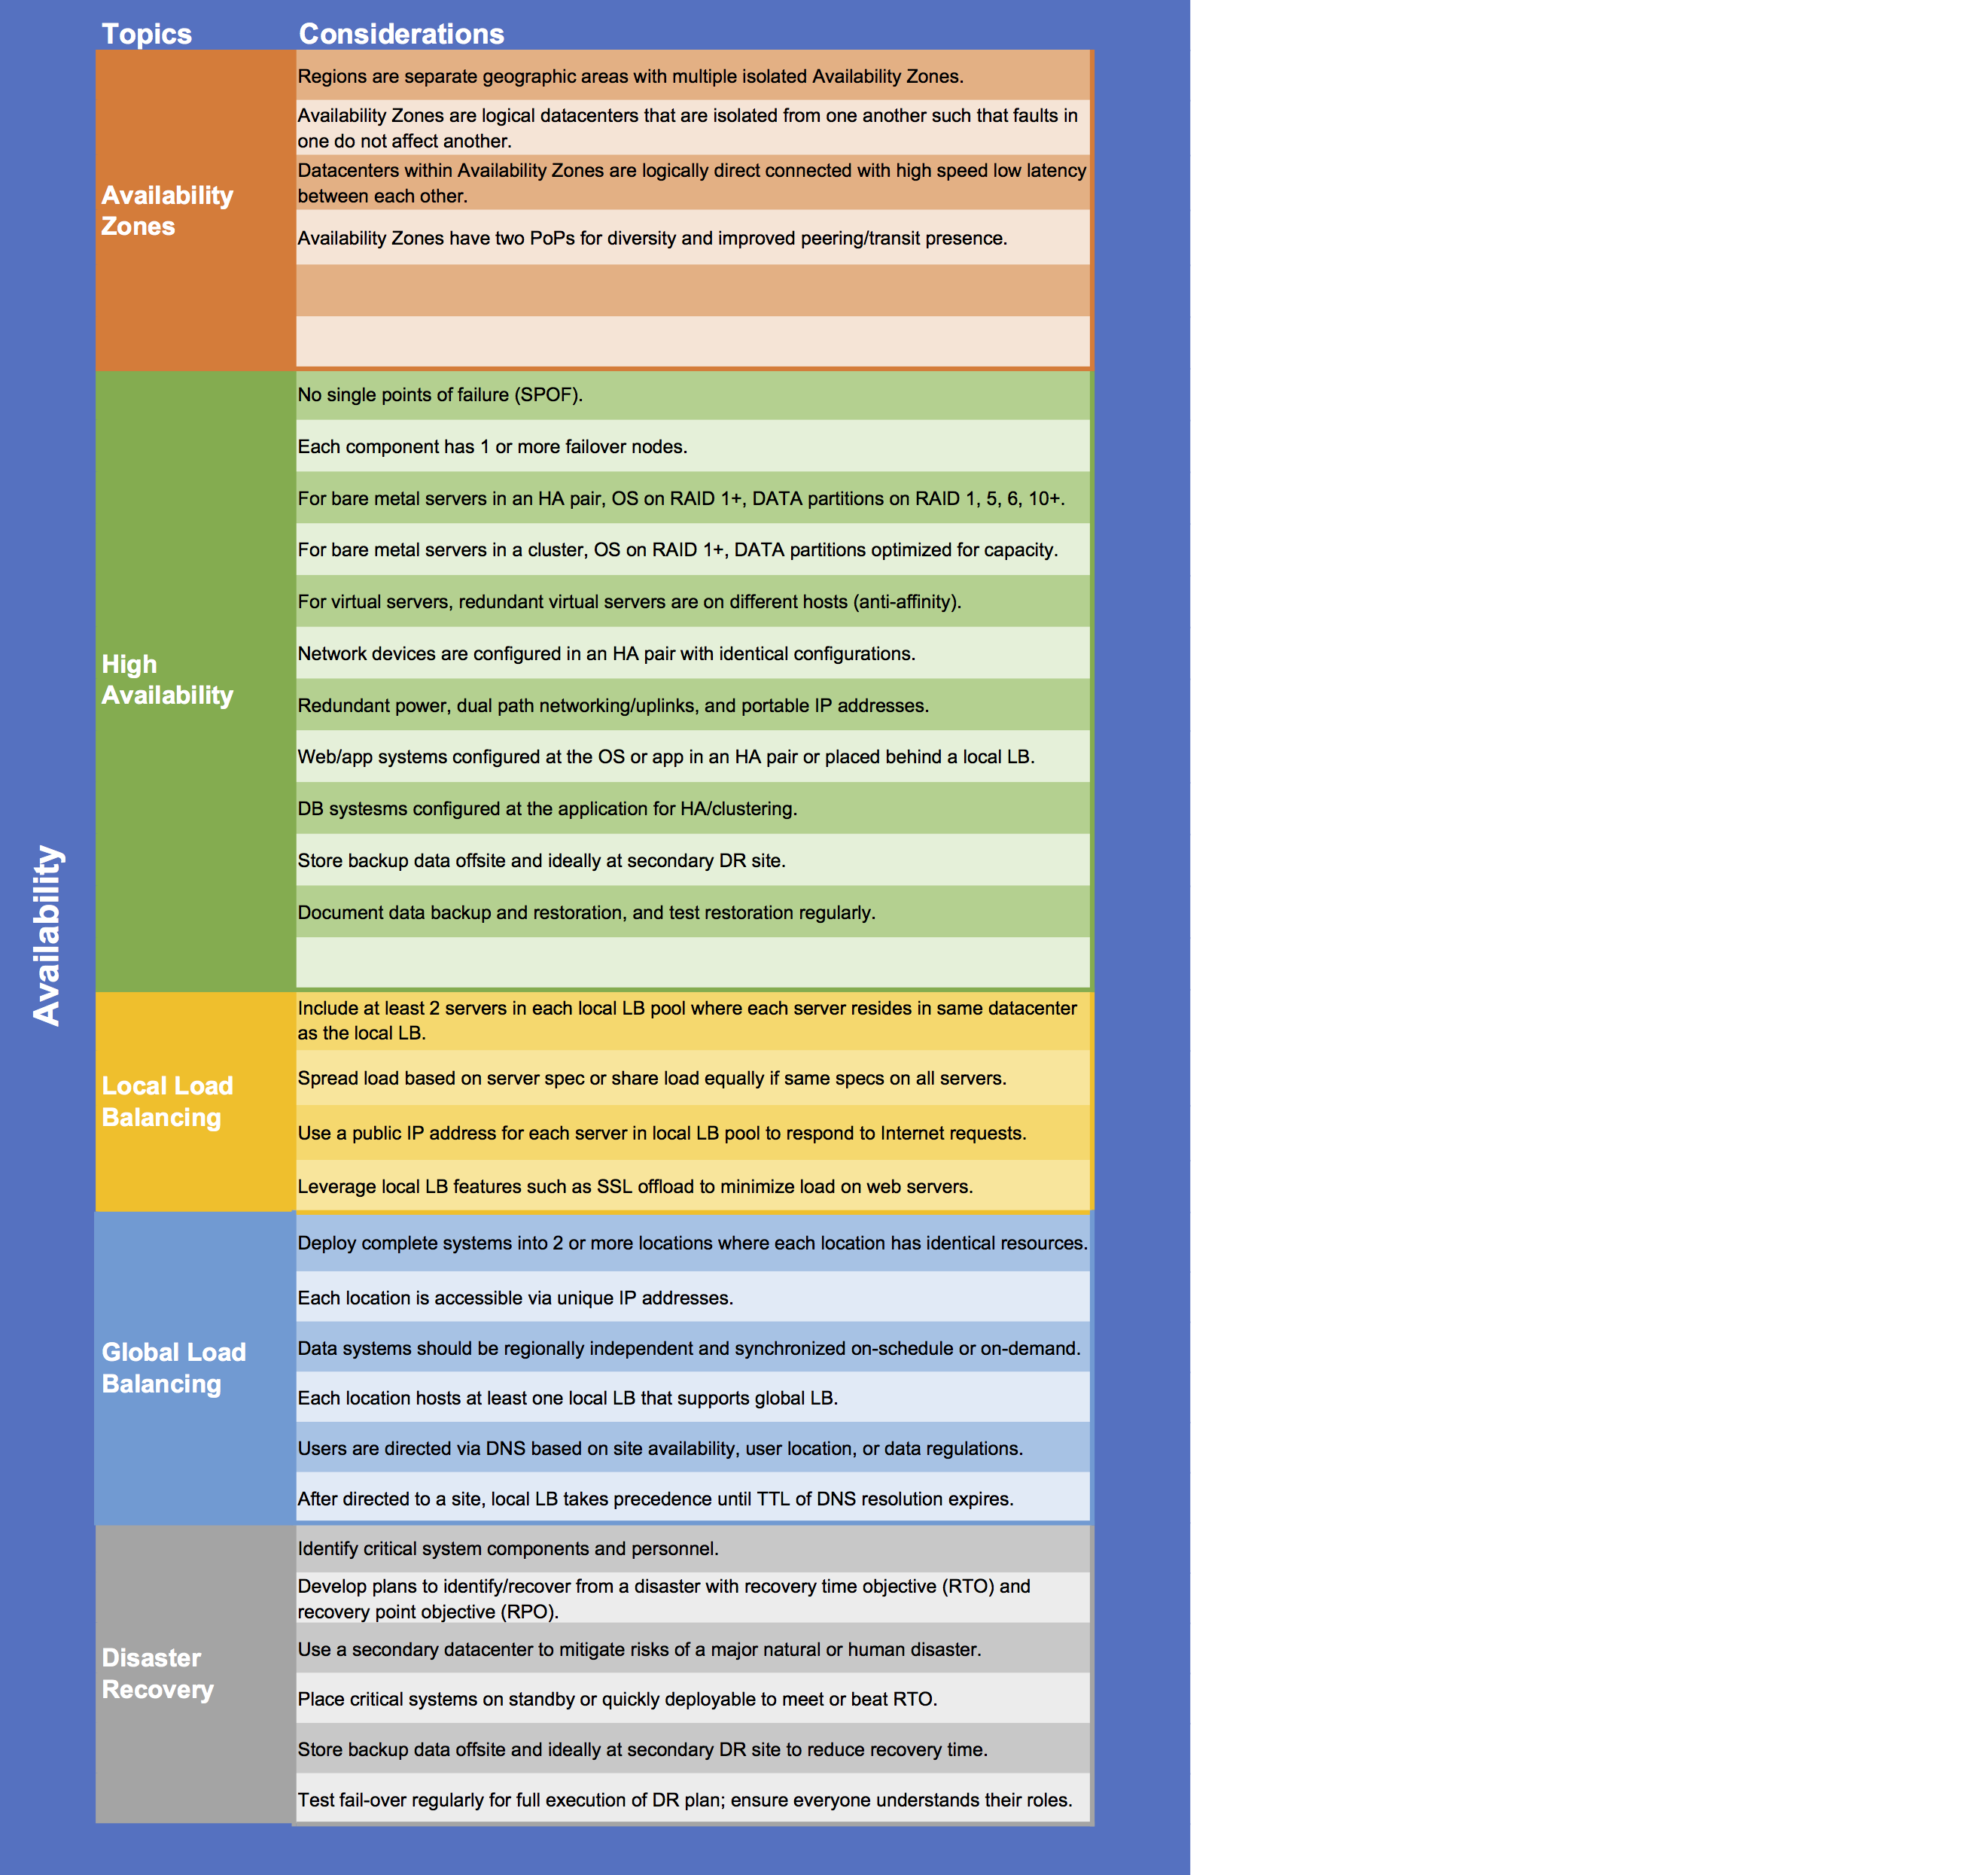 Topics
Considerations
Availability
Availability
Zones
Regions are separate geographic areas with multiple isolated Availability Zones.
Availability Zones are logical datacenters that are isolated from one another such that faults in
one do not affect another.
Datacenters within Availability Zones are logically direct connected with high speed low latency
between each other.
Availability Zones have two PoPs for diversity and improved peering/transit presence.
High
Availability
No single points of failure (SPOF).
Each component has 1 or more failover nodes.
For bare metal servers in an HA pair, OS on RAID 1+, DATA partitions on RAID 1, 5, 6, 10+.
For bare metal servers in a cluster, OS on RAID 1+, DATA partitions optimized for capacity.
For virtual servers, redundant virtual servers are on different hosts (anti-affinity).
Network devices are configured in an HA pair with identical configurations.
Redundant power, dual path networking/uplinks, and portable IP addresses.
Web/app systems configured at the OS or app in an HA pair or placed behind a local LB.
DB systesms configured at the application for HA/clustering.
Store backup data offsite and ideally at secondary DR site.
Document data backup and restoration, and test restoration regularly.
Local Load
Balancing
Include at least 2 servers in each local LB pool where each server resides in same datacenter
as the local LB.
Spread load based on server spec or share load equally if same specs on all servers.
Use a public IP address for each server in local LB pool to respond to Internet requests.
Leverage local LB features such as SSL offload to minimize load on web servers.
Global Load
Balancing
Deploy complete systems into 2 or more locations where each location has identical resources.
Each location is accessible via unique IP addresses.
Data systems should be regionally independent and synchronized on-schedule or on-demand.
Each location hosts at least one local LB that supports global LB.
Users are directed via DNS based on site availability, user location, or data regulations.
After directed to a site, local LB takes precedence until TTL of DNS resolution expires.
Disaster
Recovery
Identify critical system components and personnel.
Develop plans to identify/recover from a disaster with recovery time objective (RTO) and
recovery point objective (RPO).
Use a secondary datacenter to mitigate risks of a major natural or human disaster.
Place critical systems on standby or quickly deployable to meet or beat RTO.
Store backup data offsite and ideally at secondary DR site to reduce recovery time.
Test fail-over regularly for full execution of DR plan; ensure everyone understands their roles.